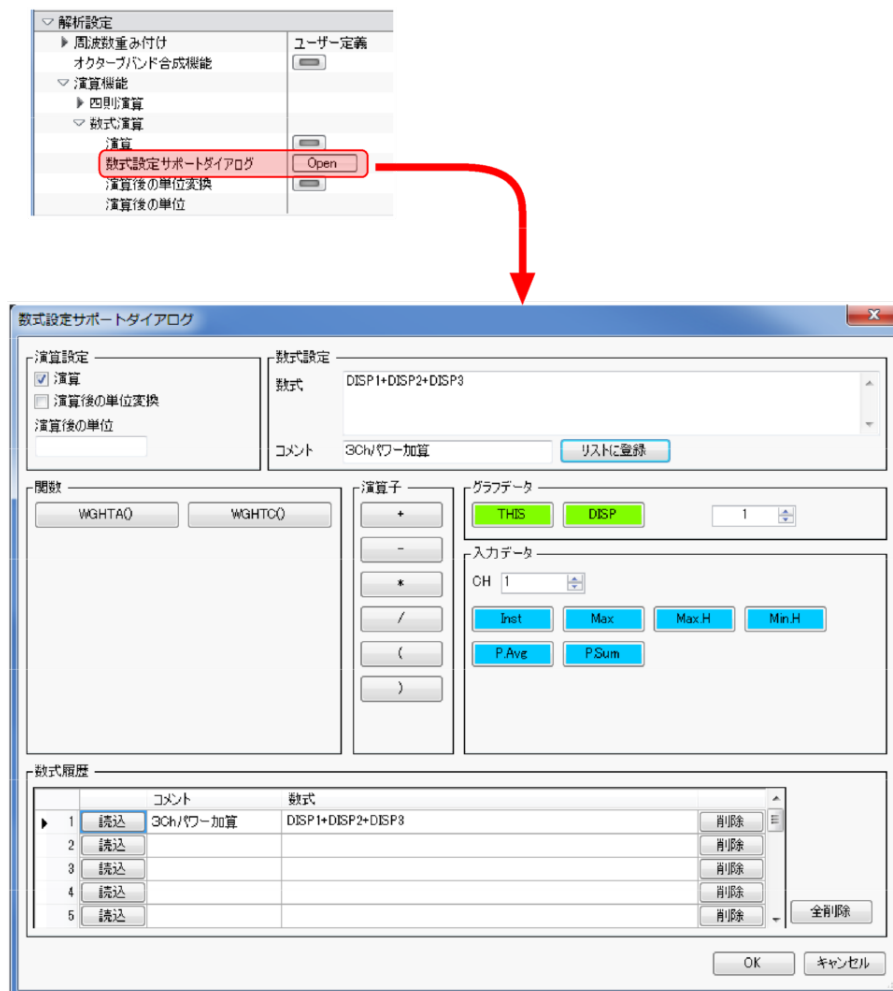 解析設定
周波数重み付け ユーザー定義
オクターブバンド合成機能
演算機能
四則演算
数式演算
演算
数式設定サポートダイアログ Open
演算後の単位変換
演算後の単位
数式設定サポートダイアログ
演算設定
演算
演算後の単位変換
演算後の単位
数式設定
数式 DISP1+DISP2+DISP3
コメント 3Chパワー加算 リストに登録
関数
WGHTA() WGHTC()
演算子
+
-
*
/
(
)
グラフデータ
THIS DISP 1
入力データ
CH 1
Inst Max Max.H Min.H
P.Avg P.Sum
数式履歴
コメント 数式
1 読込 3Chパワー加算 DISP1+DISP2+DISP3 削除
2 読込 削除
3 読込 削除
4 読込 削除
5 読込 削除
全削除
OK キャンセル